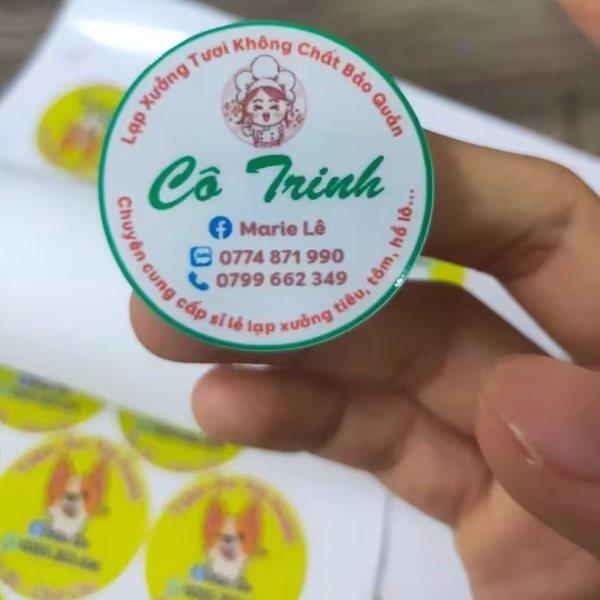 Lạp Xưởng Tươi Không Chất Bảo Quản
Cô Trinh
Marie Lê
0774 871 990
0799 662 349
Chuyên cung cấp sỉ lẻ lạp xưởng tiêu, tôm, hồ lô...